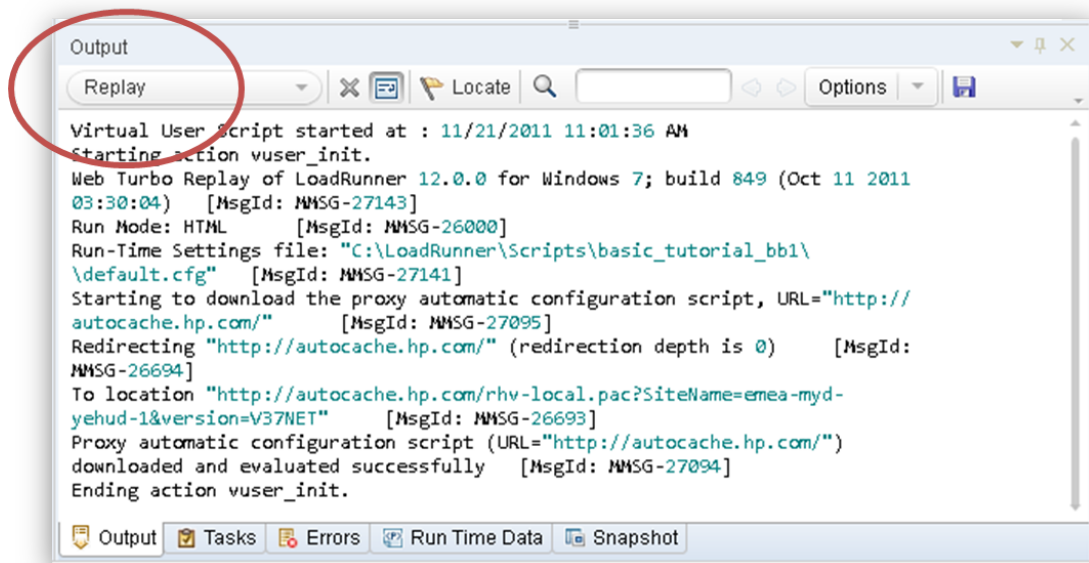 Output
Replay
Locate
Options
Virtual User Script started at : 11/21/2011 11:01:36 AM
Starting action vuser_init.
Web Turbo Replay of LoadRunner 12.0.0 for Windows 7; build 849 (Oct 11 2011
03:30:04) [MsgId: MMSG-27143]
Run Mode: HTML [MsgId: MMSG-26000]
Run-Time Settings file: "C:\LoadRunner\Scripts\basic_tutorial_bb1\
\default.cfg" [MsgId: MMSG-27141]
Starting to download the proxy automatic configuration script, URL="http://
autocache.hp.com/" [MsgId: MMSG-27095]
Redirecting "http://autocache.hp.com/" (redirection depth is 0) [MsgId:
MMSG-26694]
To location "http://autocache.hp.com/rhv-local.pac?SiteName=emea-myd-
yehud-1&version=V37NET" [MsgId: MMSG-26693]
Proxy automatic configuration script (URL="http://autocache.hp.com/")
downloaded and evaluated successfully [MsgId: MMSG-27094]
Ending action vuser_init.
Output Tasks Errors Run Time Data Snapshot